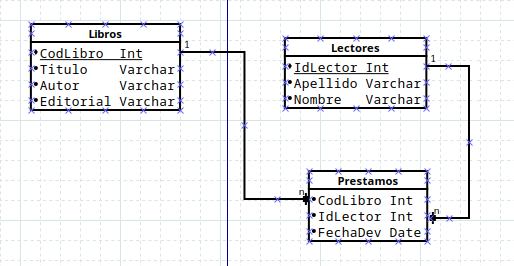 Libros
1
CodLibro Int
Titulo Varchar
Autor Varchar
Editorial Varchar
Lectores
1
IdLector Int
Apellido Varchar
Nombre Varchar
Prestamos
n
CodLibro Int
IdLector Int
n
FechaDev Date